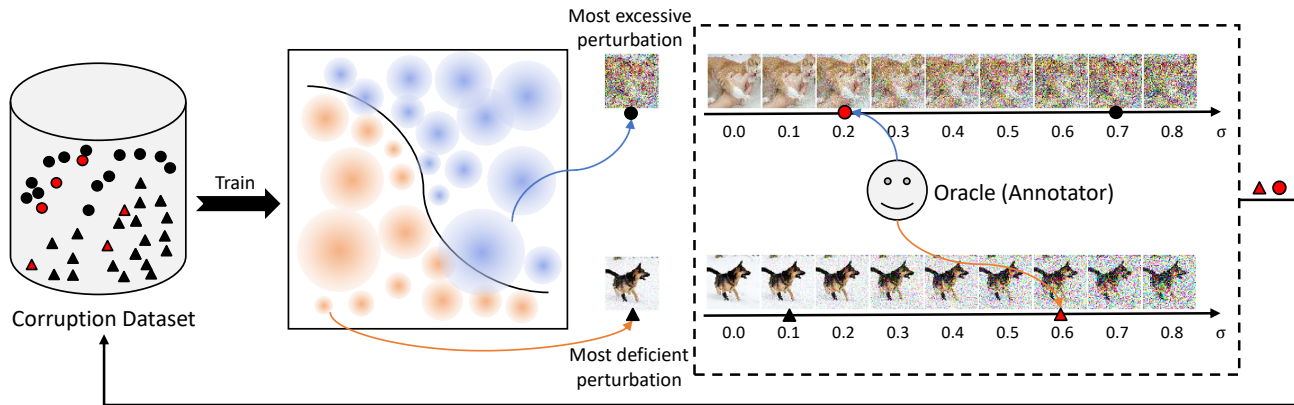 Most excessive
perturbation
0.0 0.1 0.2 0.3 0.4 0.5 0.6 0.7 0.8 σ
Train
Oracle (Annotator)
Corruption Dataset
0.0 0.1 0.2 0.3 0.4 0.5 0.6 0.7 0.8 σ
Most deficient
perturbation